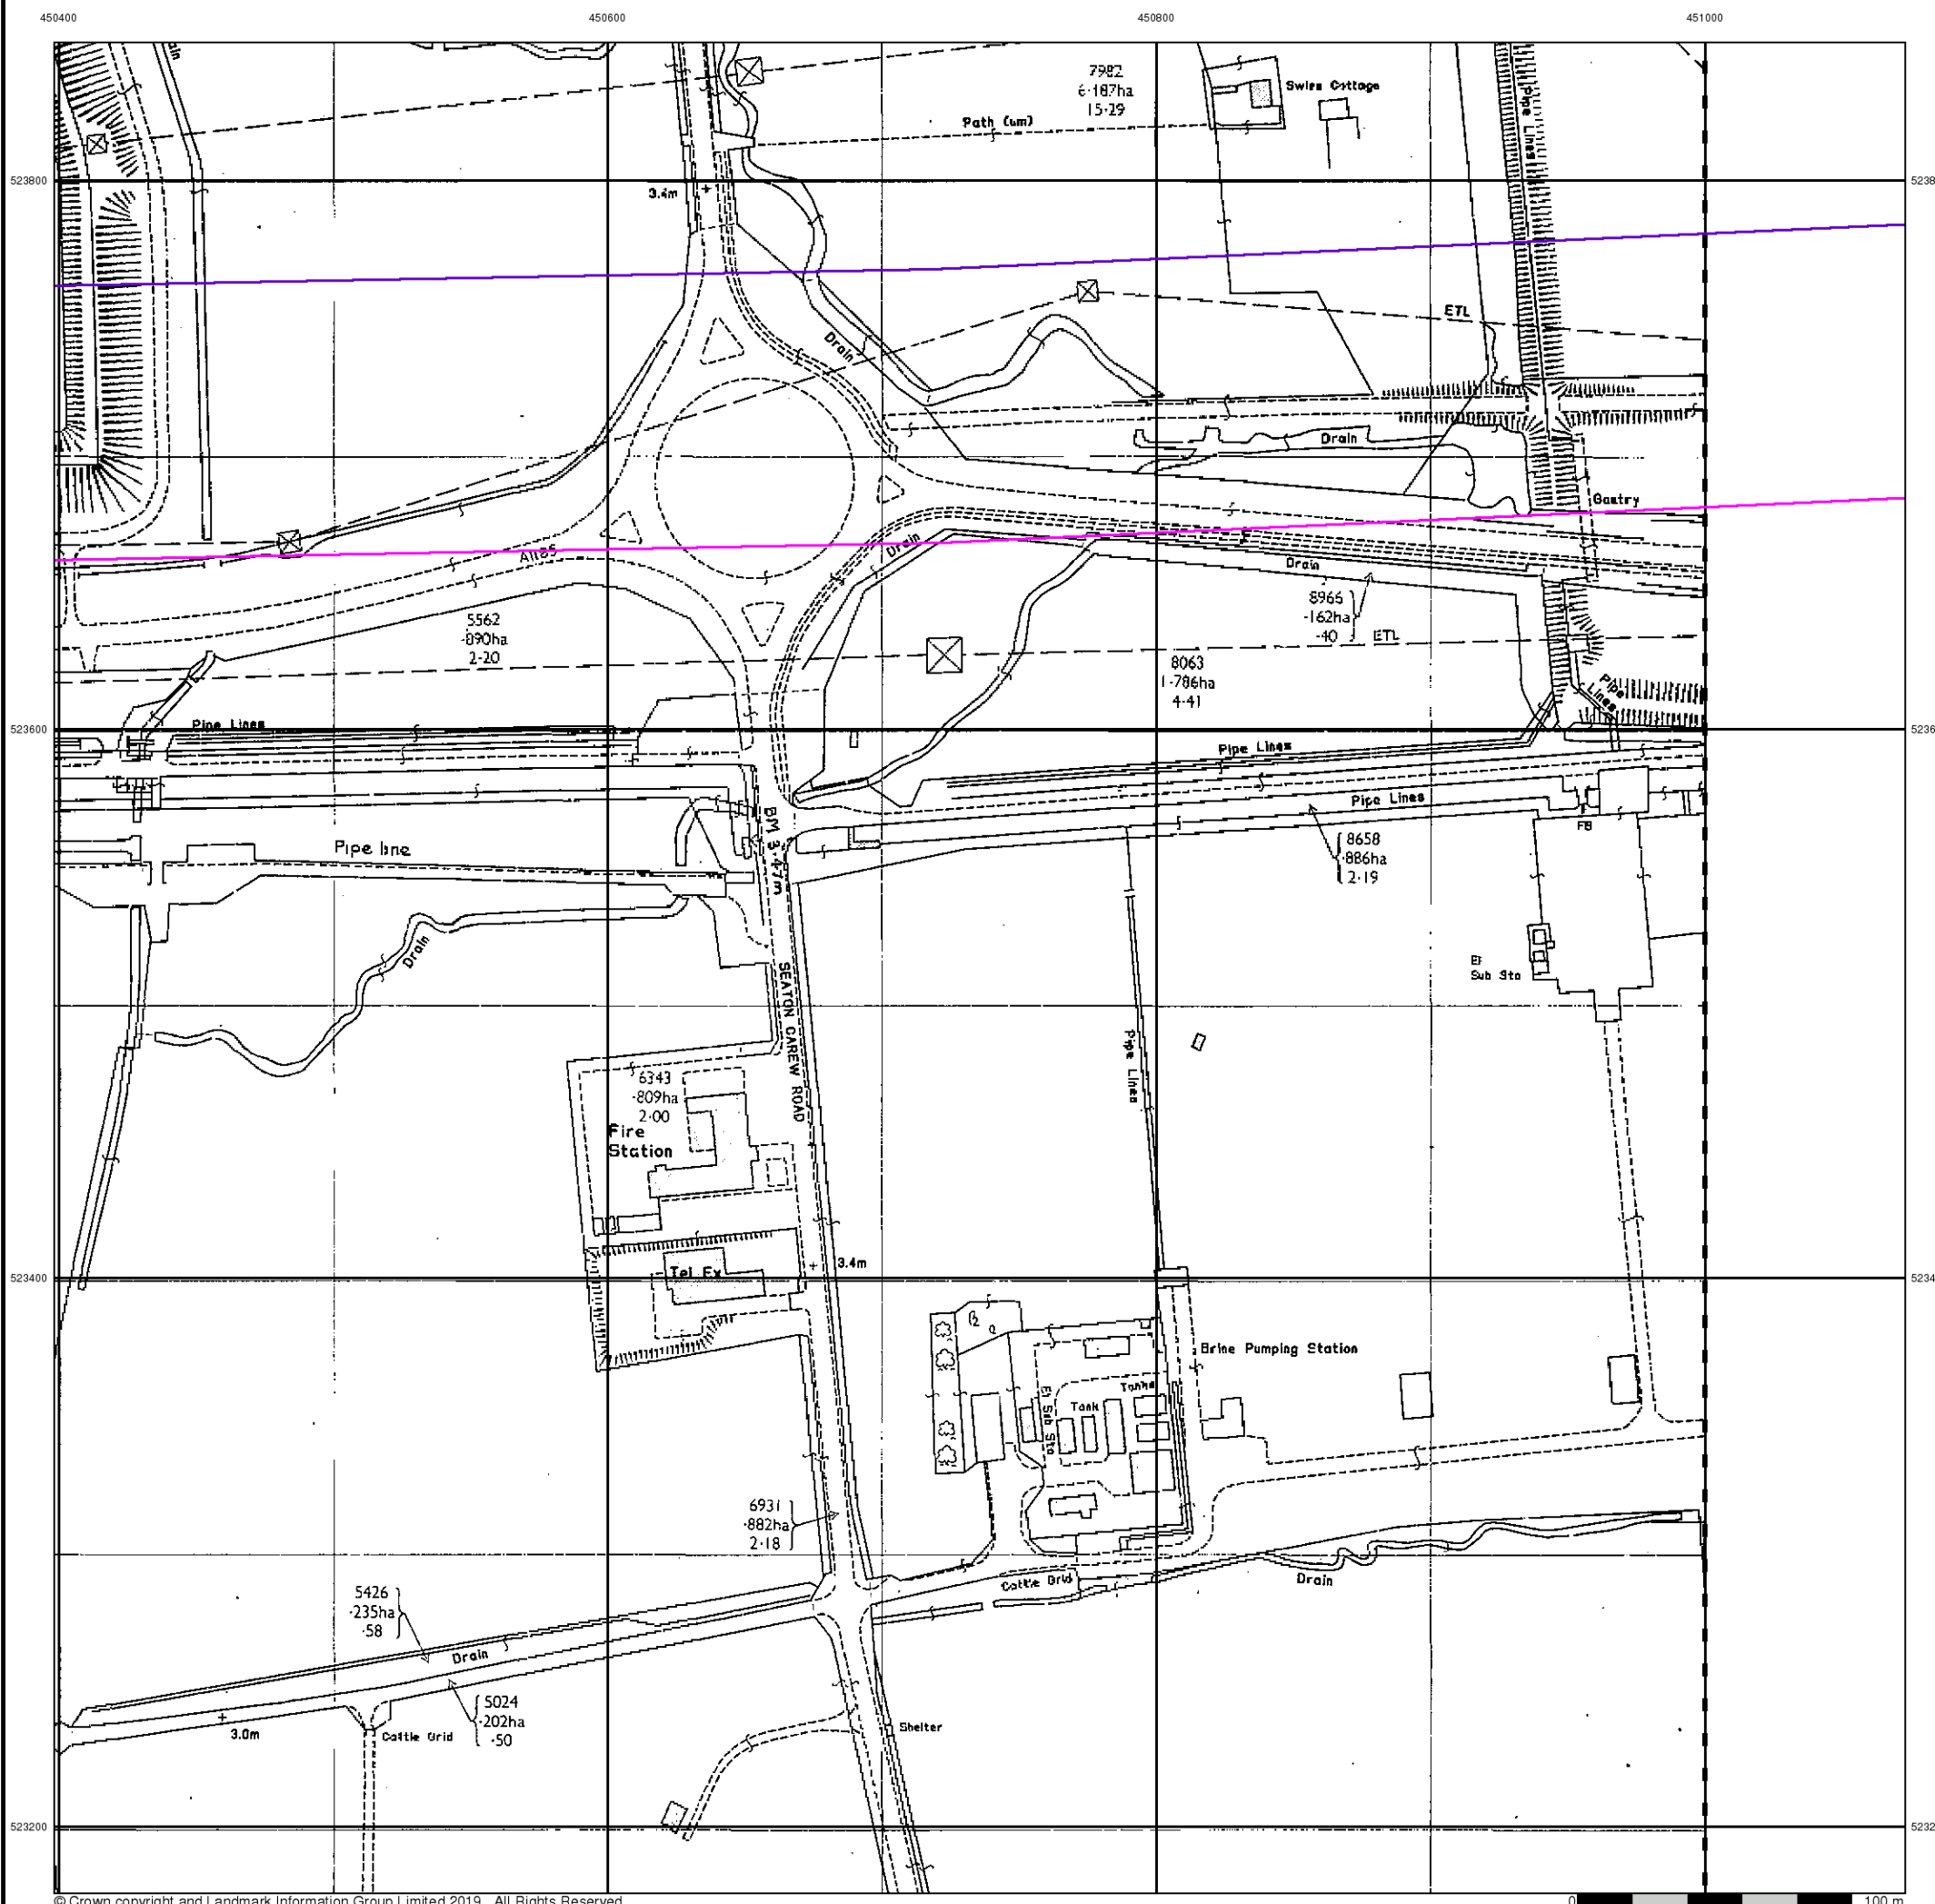 450400
450600
450800
451000
7982
6·187ha
15·29
Swiss Cottage
Path (um)
Pipe Lines
523800
5238
3.4m
ETL
Drain
Drain
Gantry
Drain
Drain
8966
·162ha
·40
ETL
5562
·890ha
2·20
8063
1·786ha
4·41
Pipe
Lines
523600
5236
Pipe Lines
Pipe Lines
Pipe Lines
FB
BM 3·47m
Pipe line
8658
·886ha
2·19
Drain
El
Sub Sta
SEATON CAREW ROAD
Pipe Lines
6343
·809ha
2·00
Fire
Station
3.4m
Tel Ex
523400
5234
Brine Pumping Station
Tanks
Tank
El Sub Sta
6931
·882ha
2·18
Cattle Grid
Drain
5426
·235ha
·58
Drain
5024
·202ha
·50
3.0m
Cattle Grid
Shelter
523200
5232
© Crown copyright and Landmark Information Group Limited 2019. All Rights Reserved
0
100 m